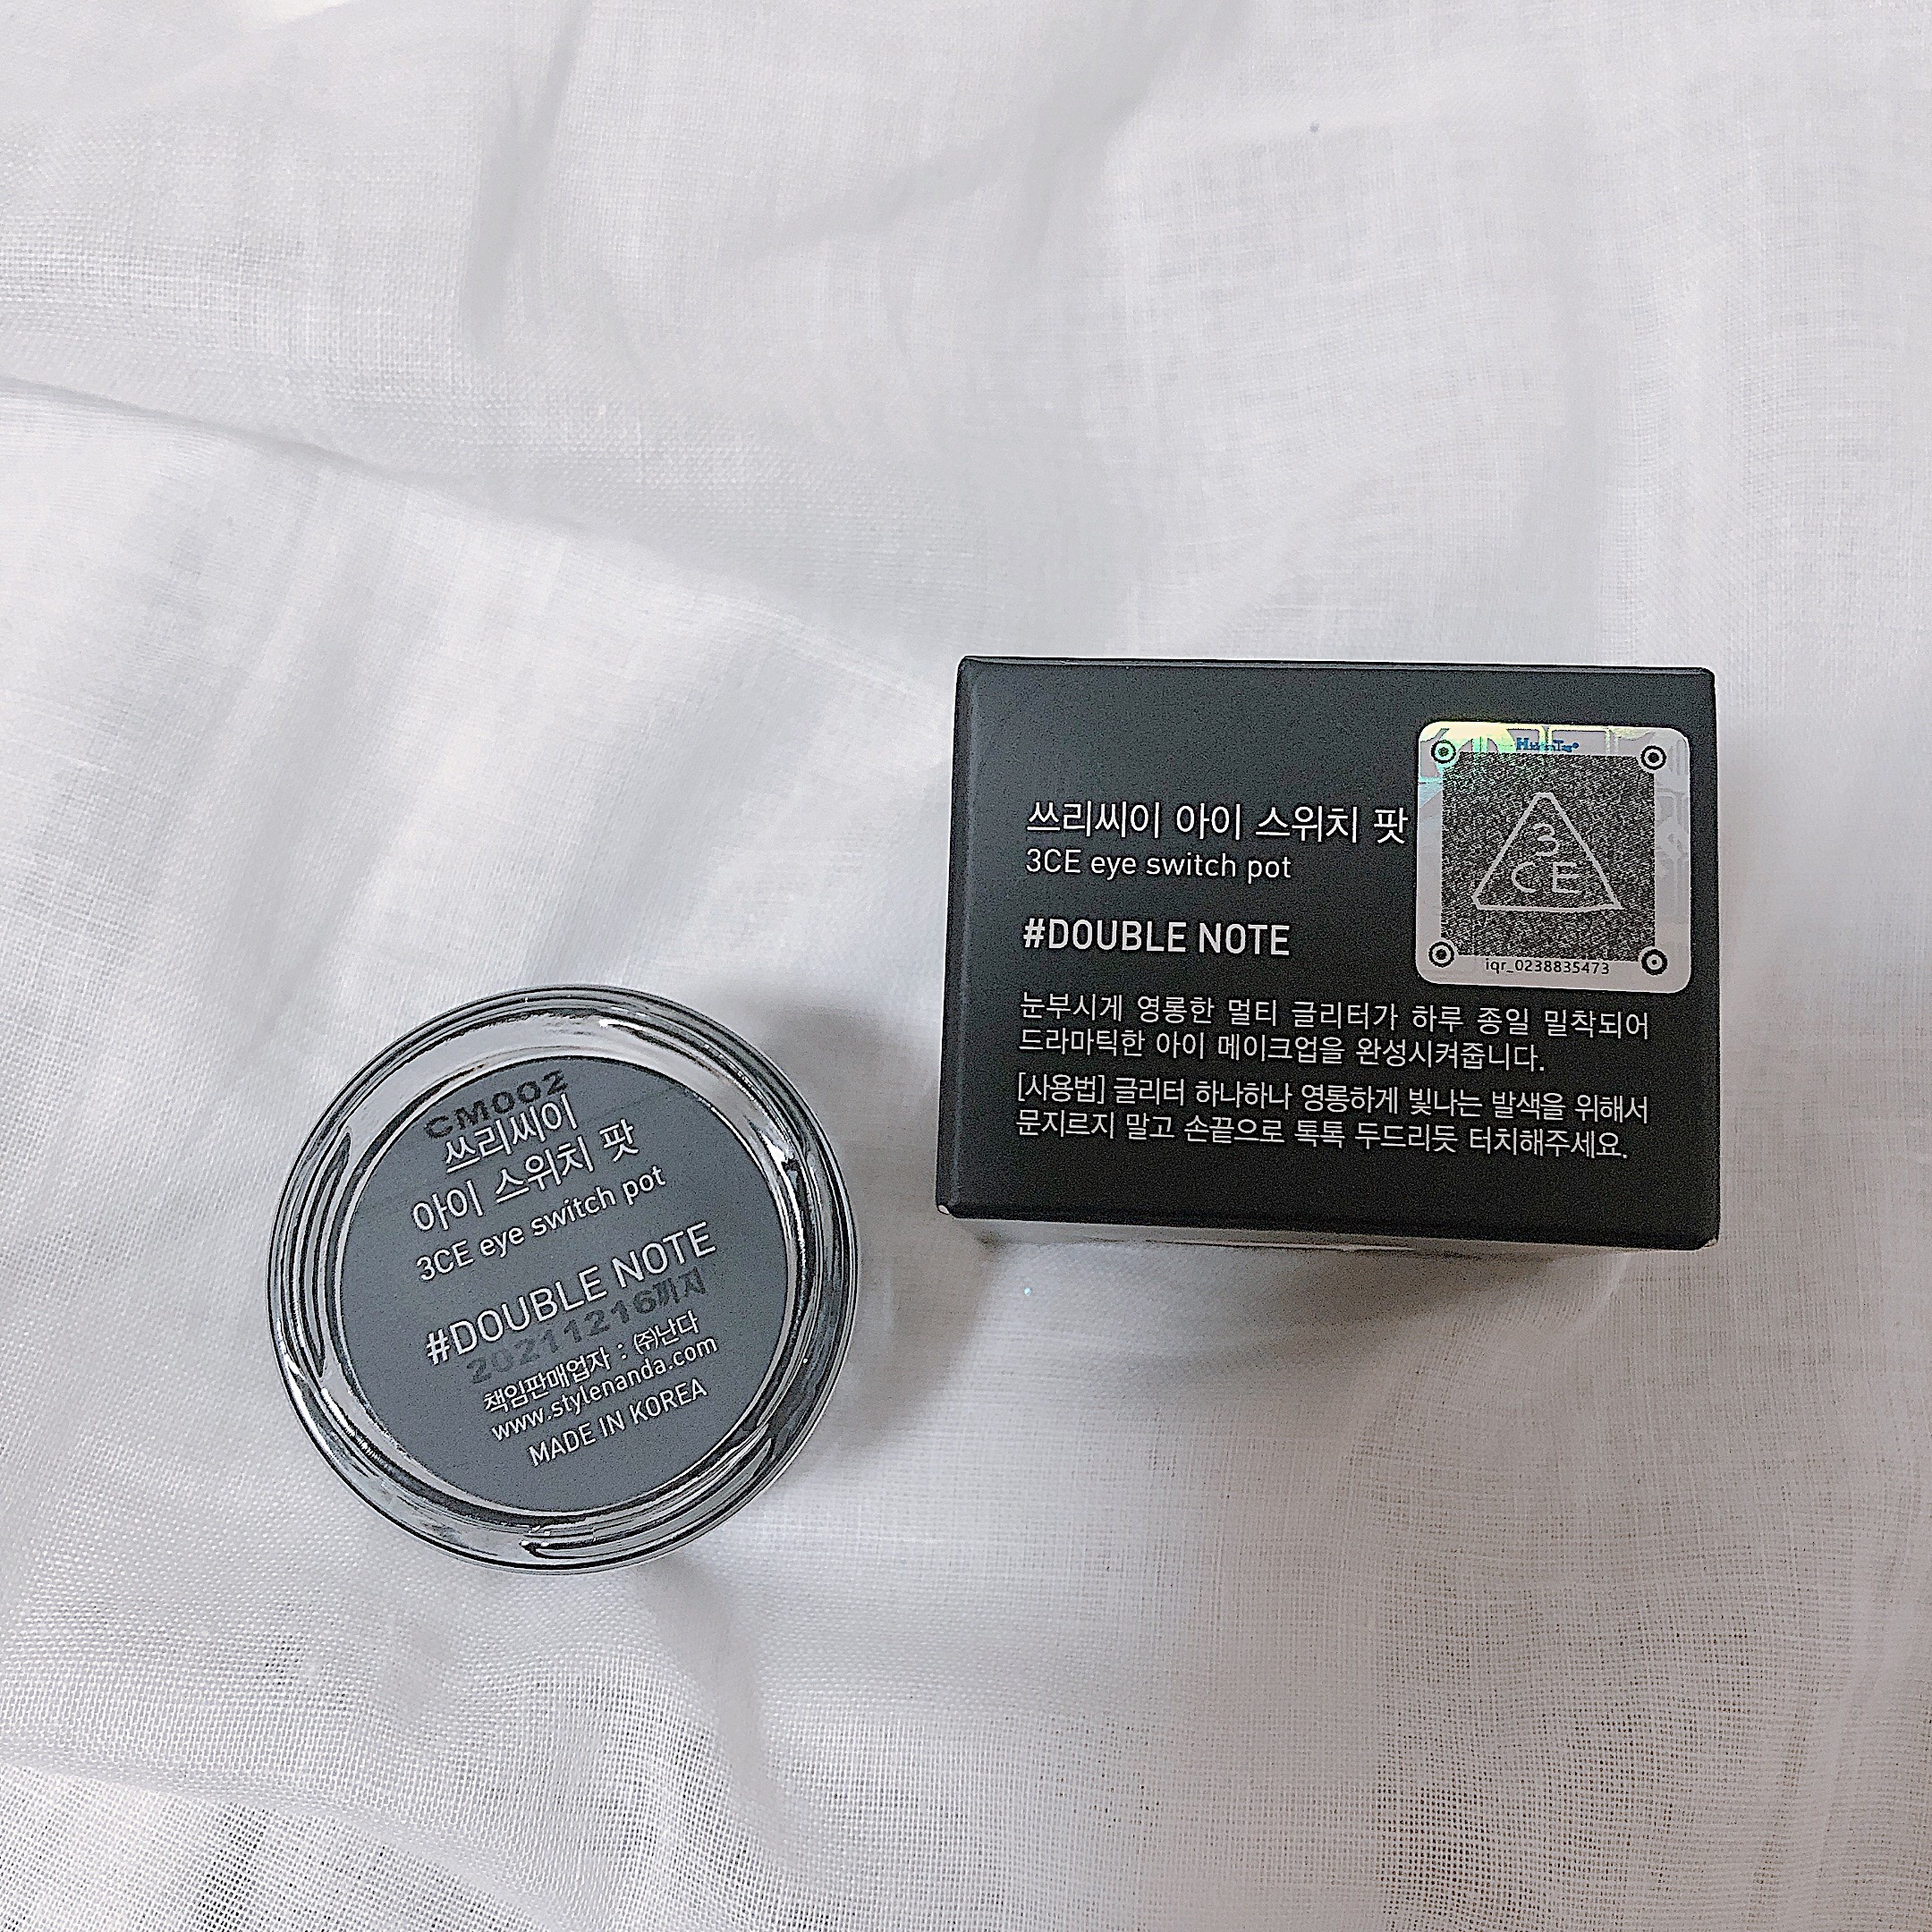 CM002
쓰리씨이
아이 스위치 팟
3CE eye switch pot
#DOUBLE NOTE
20211216까지
책임판매업자 : ㈜난다
www.stylenanda.com
MADE IN KOREA
쓰리씨이 아이 스위치 팟
3CE eye switch pot
#DOUBLE NOTE
눈부시게 영롱한 멀티 글리터가 하루 종일 밀착되어
드라마틱한 아이 메이크업을 완성시켜줍니다.
[사용법] 글리터 하나하나 영롱하게 빛나는 발색을 위해서
문지르지 말고 손끝으로 톡톡 두드리듯 터치해주세요.
3
CE
iqr_0238835473